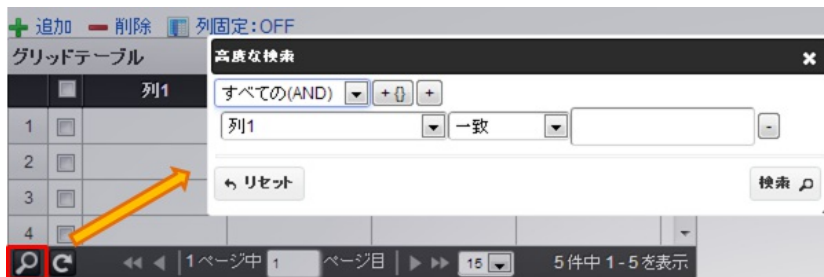 追加 削除 列固定:OFF
グリッドテーブル
高度な検索
列1
すべての(AND) +{} +
列1 一致 -
1
2
3
4
リセット 検索
1ページ中 1 ページ目 15 5件中 1 - 5 を表示